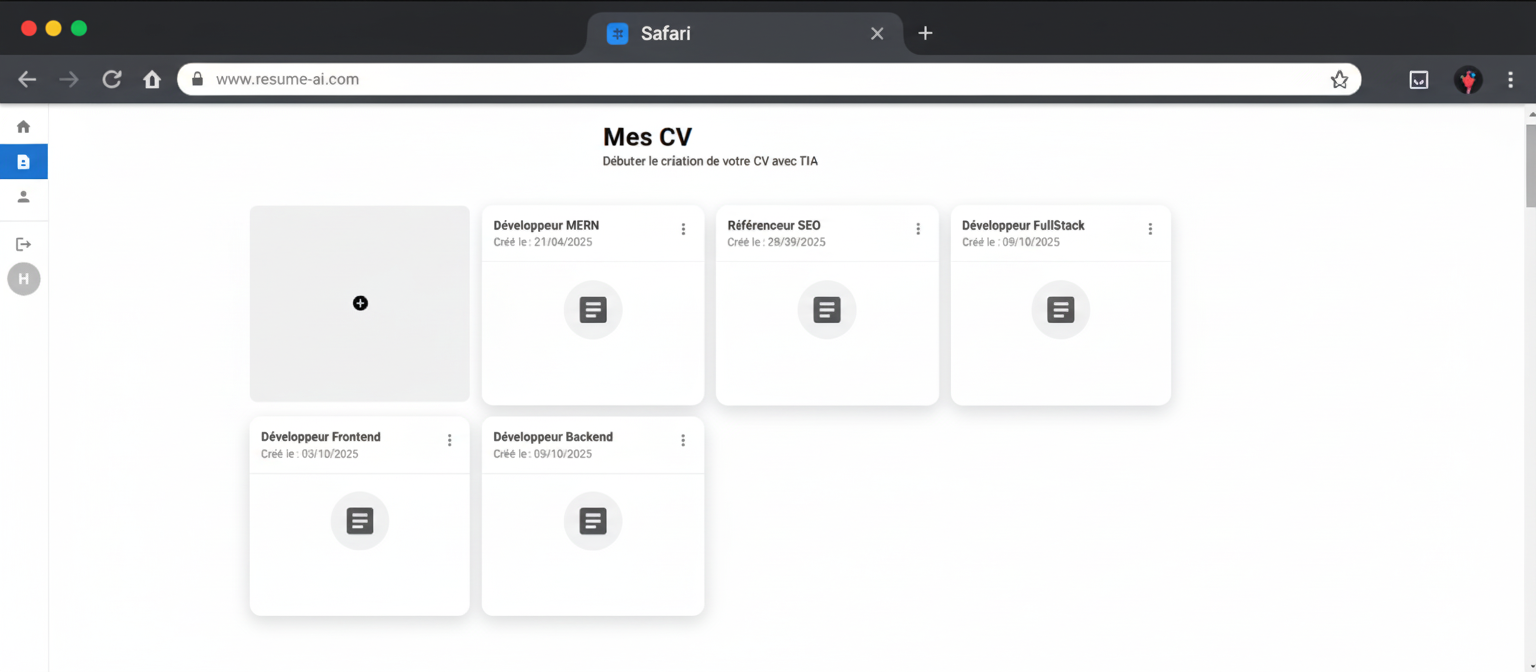 Safari
www.resume-ai.com
Mes CV
Débuter le criation de votre CV avec TIA
Développeur MERN
Créé le : 21/04/2025
Référenceur SEO
Créé le : 28/39/2025
Développeur FullStack
Créé le : 09/10/2025
H
Développeur Frontend
Créé le : 03/10/2025
Développeur Backend
Créé le : 09/10/2025